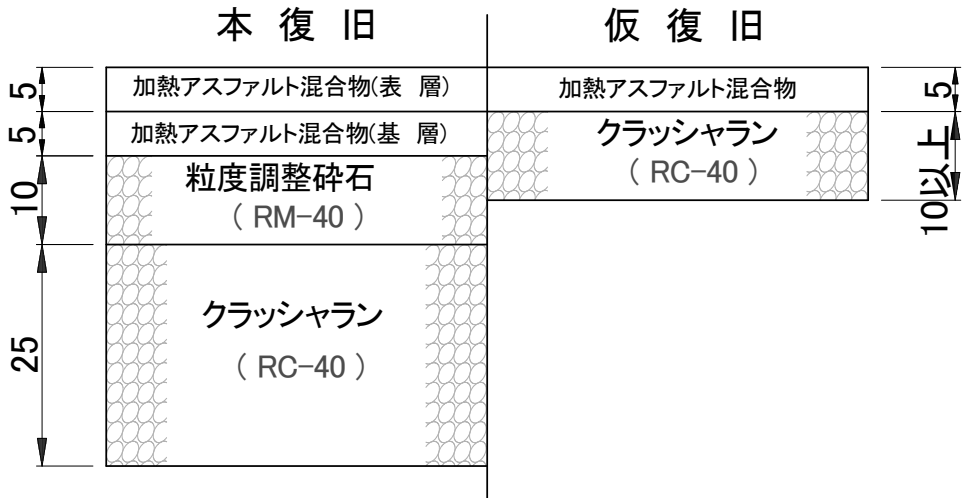 本 復 旧
仮 復 旧
5
加熱アスファルト混合物(表 層)
加熱アスファルト混合物
5
5
加熱アスファルト混合物(基 層)
クラッシャラン
( RC-40 )
10以上
10
粒度調整砕石
( RM-40 )
25
クラッシャラン
( RC-40 )